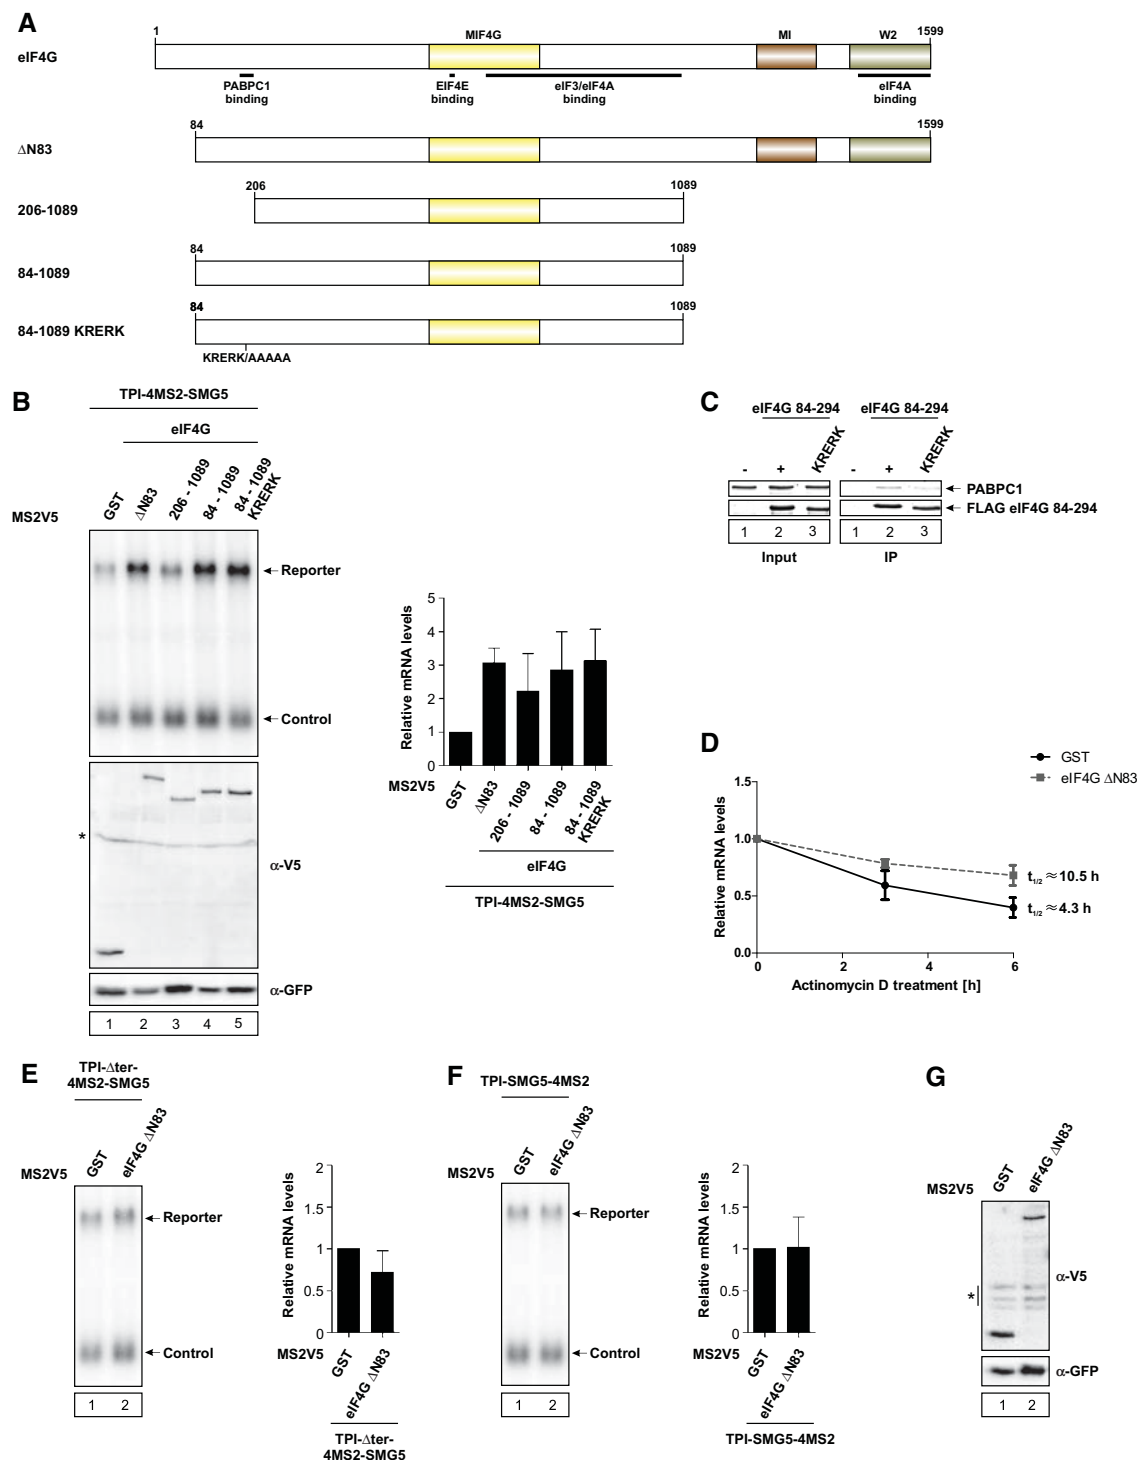 A
1 MIF4G MI W2 1599
eIF4G
PABPC1 binding
EIF4E binding
eIF3/eIF4A binding
eIF4A binding
84 1599
ΔN83
206 1089
206-1089
84 1089
84-1089
84 1089
84-1089 KRERK
KRERK/AAAAA
B
TPI-4MS2-SMG5
eIF4G
MS2V5
GST
ΔN83
206 - 1089
84 - 1089
84 - 1089 KRERK
Reporter
Control
*
α-V5
α-GFP
1 2 3 4 5
Relative mRNA levels
5
4
3
2
1
0
MS2V5
GST
ΔN83
206 - 1089
84 - 1089
84 - 1089 KRERK
eIF4G
TPI-4MS2-SMG5
C
eIF4G 84-294 eIF4G 84-294
- + KRERK - + KRERK
PABPC1
FLAG eIF4G 84-294
1 2 3 1 2 3
Input IP
D
GST
eIF4G ΔN83
Relative mRNA levels
1.5
1.0
0.5
0.0
t1/2 ≈10.5 h
t1/2 ≈4.3 h
0 2 4 6
Actinomycin D treatment [h]
E
TPI-Δter-
4MS2-SMG5
MS2V5
GST
eIF4G ΔN83
Reporter
Control
1 2
Relative mRNA levels
2
1.5
1
0.5
0
MS2V5
GST
eIF4G ΔN83
TPI-Δter-
4MS2-SMG5
F
TPI-SMG5-4MS2
MS2V5
GST
eIF4G ΔN83
Reporter
Control
1 2
Relative mRNA levels
2
1.5
1
0.5
0
MS2V5
GST
eIF4G ΔN83
TPI-SMG5-4MS2
G
MS2V5
GST
eIF4G ΔN83
α-V5
*
α-GFP
1 2